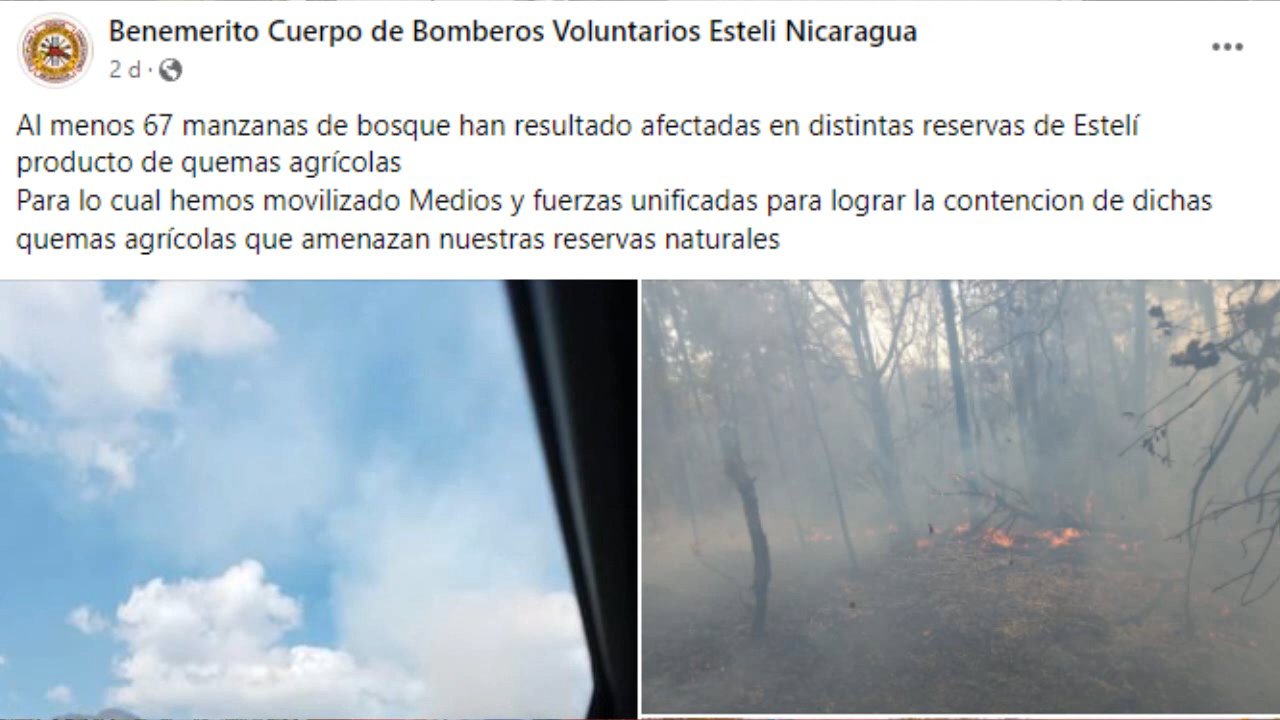 Benemerito Cuerpo de Bomberos Voluntarios Esteli Nicaragua
2 d ·
Al menos 67 manzanas de bosque han resultado afectadas en distintas reservas de Estelí
producto de quemas agrícolas
Para lo cual hemos movilizado Medios y fuerzas unificadas para lograr la contencion de dichas
quemas agrícolas que amenazan nuestras reservas naturales